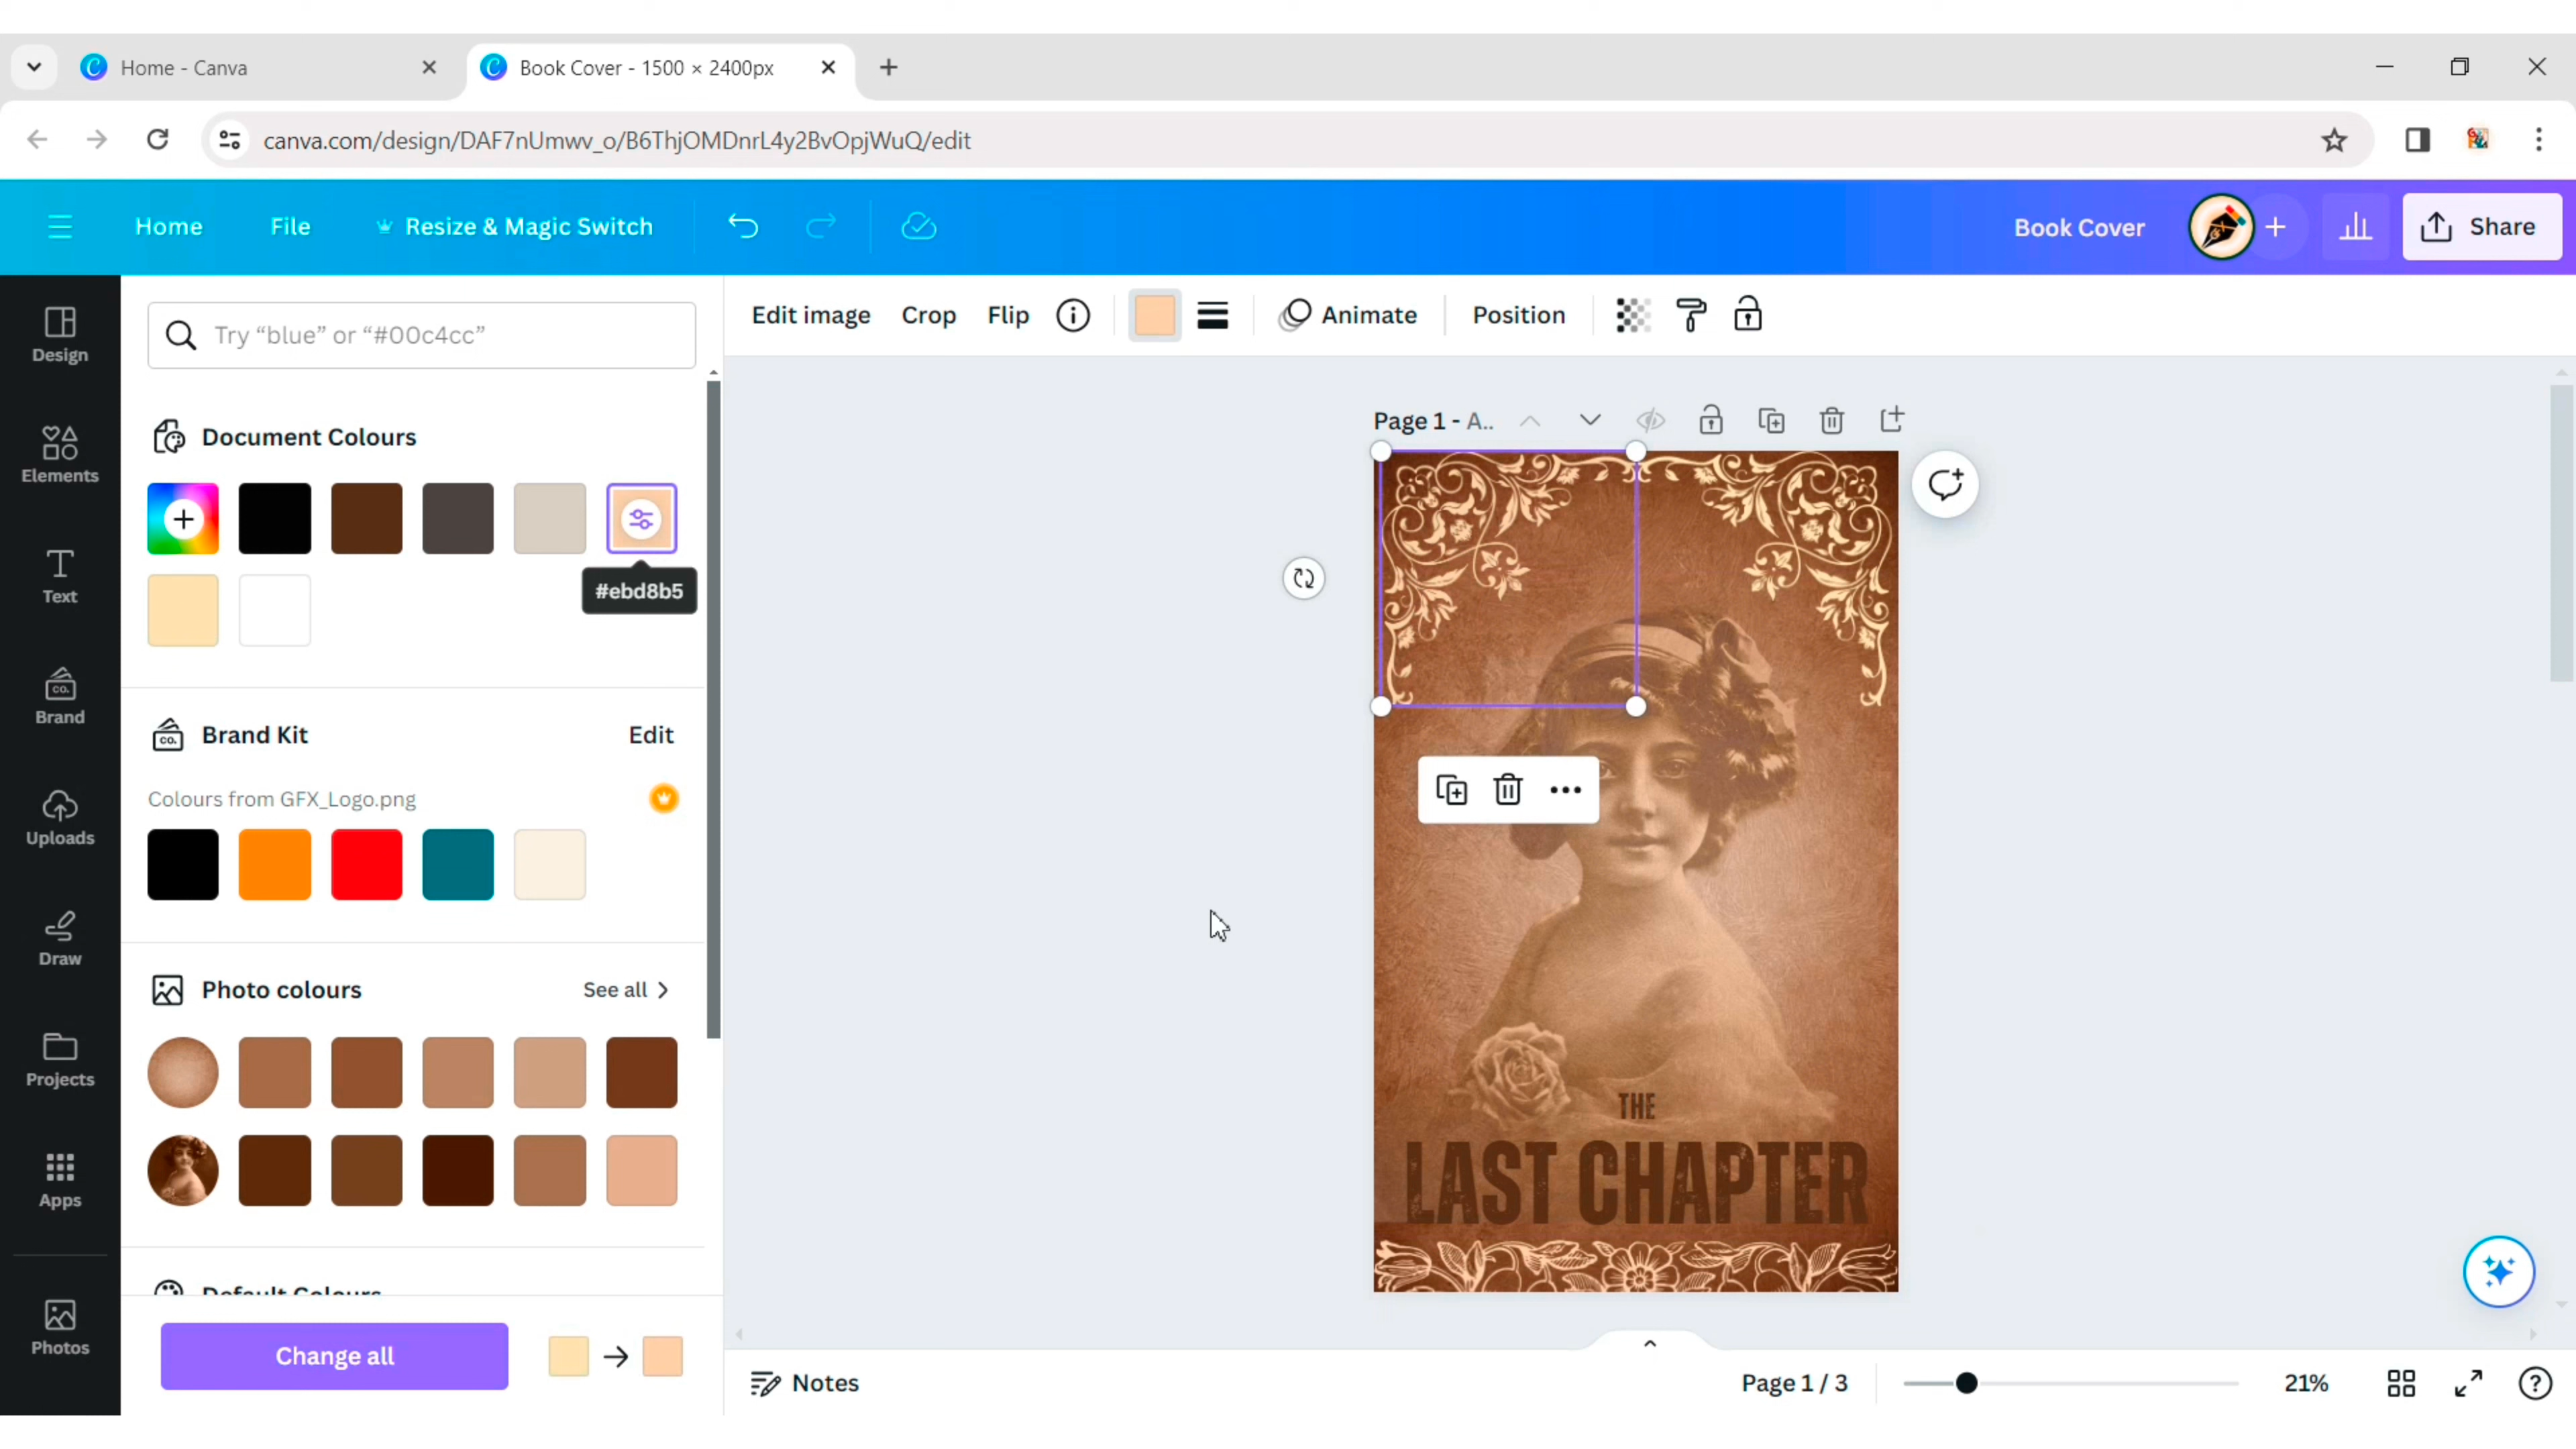 Home - Canva
Book Cover - 1500 × 2400px
canva.com/design/DAF7nUmwv_o/B6ThjOMDnrL4y2BvOpjWuQ/edit
Home
File
Resize & Magic Switch
Book Cover
Share
Design
Elements
Text
Brand
Uploads
Draw
Projects
Apps
Photos
Try “blue” or “#00c4cc”
Document Colours
#ebd8b5
Brand Kit
Edit
CO.
Colours from GFX_Logo.png
Photo colours
See all
Default Colours
Change all
Edit image
Crop
Flip
Animate
Position
Page 1 - A..
THE
LAST CHAPTER
Notes
Page 1 / 3
21%